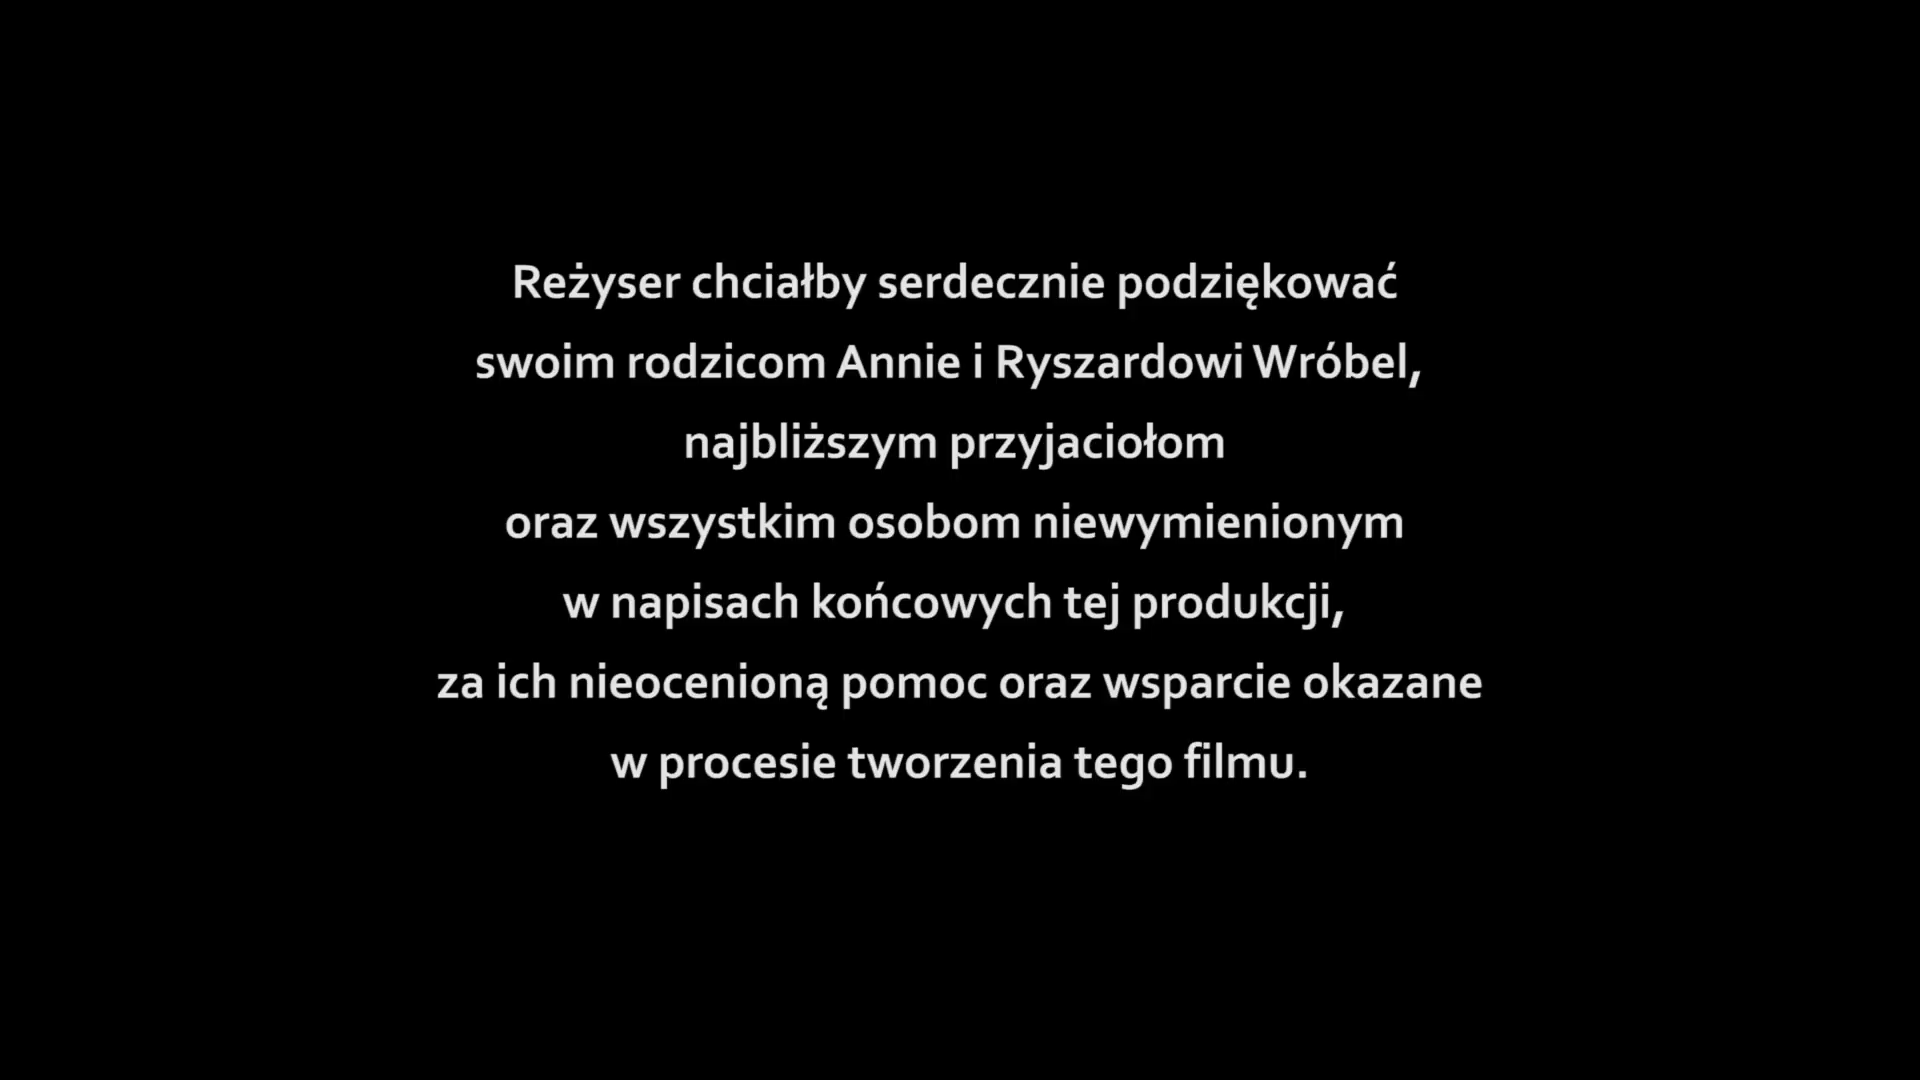 Reżyser chciałby serdecznie podziękować
swoim rodzicom Annie i Ryszardowi Wróbel,
najbliższym przyjaciołom
oraz wszystkim osobom niewymienionym
w napisach końcowych tej produkcji,
za ich nieocenioną pomoc oraz wsparcie okazane
w procesie tworzenia tego filmu.